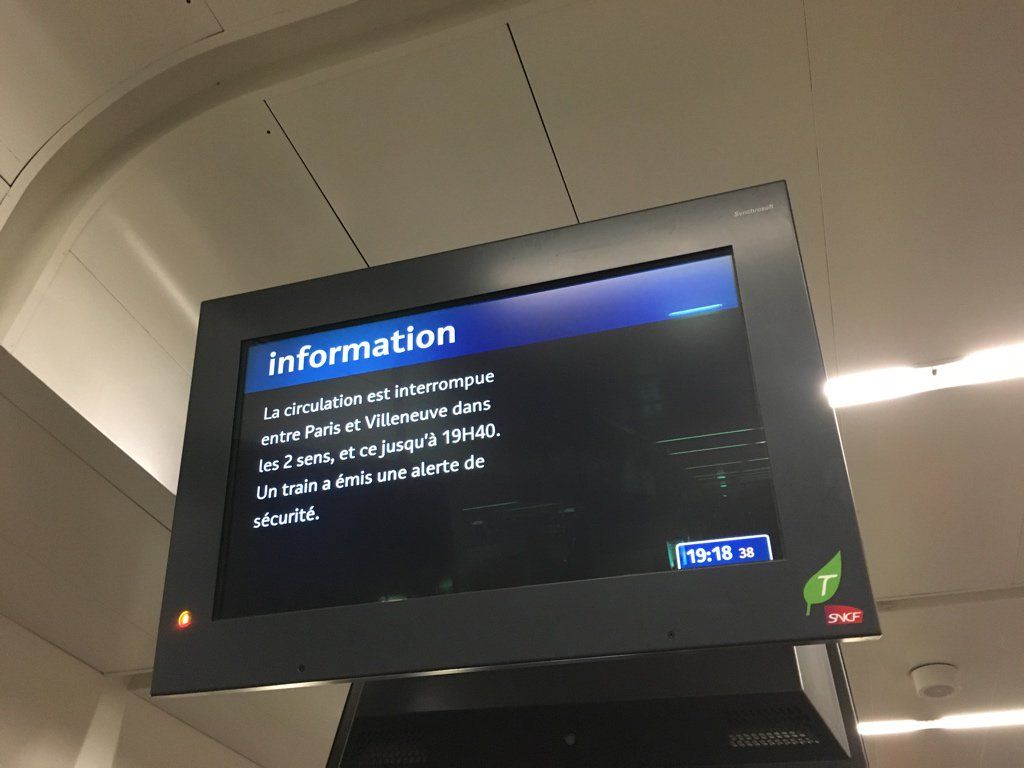 Synchrosoft
information
La circulation est interrompue
entre Paris et Villeneuve dans
les 2 sens, et ce jusqu'à 19H40.
Un train a émis une alerte de
sécurité.
19:18 38
T
SNCF